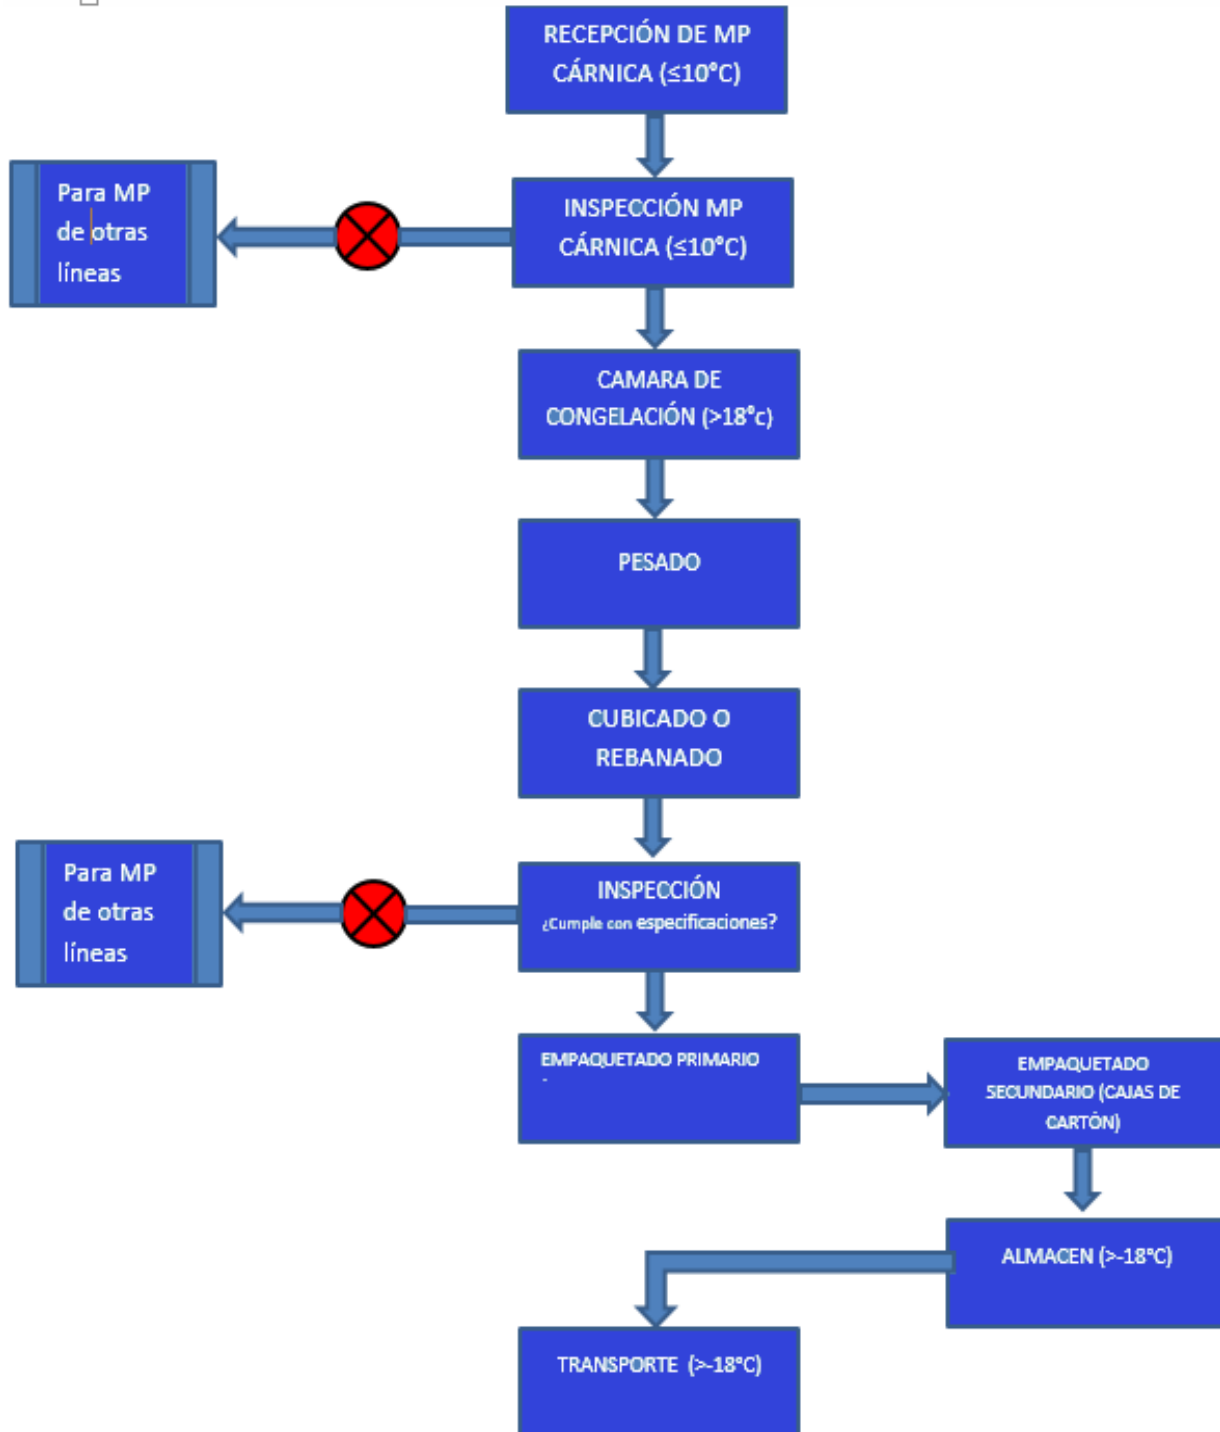 RECEPCIÓN DE MP
CÁRNICA (≤10°C)
Para MP
de otras
líneas
INSPECCIÓN MP
CÁRNICA (≤10°C)
CAMARA DE
CONGELACIÓN (>18°c)
PESADO
CUBICADO O
REBANADO
Para MP
de otras
líneas
INSPECCIÓN
¿Cumple con especificaciones?
EMPAQUETADO PRIMARIO
-
EMPAQUETADO
SECUNDARIO (CAJAS DE
CARTÓN)
ALMACEN (>-18°C)
TRANSPORTE (>-18°C)